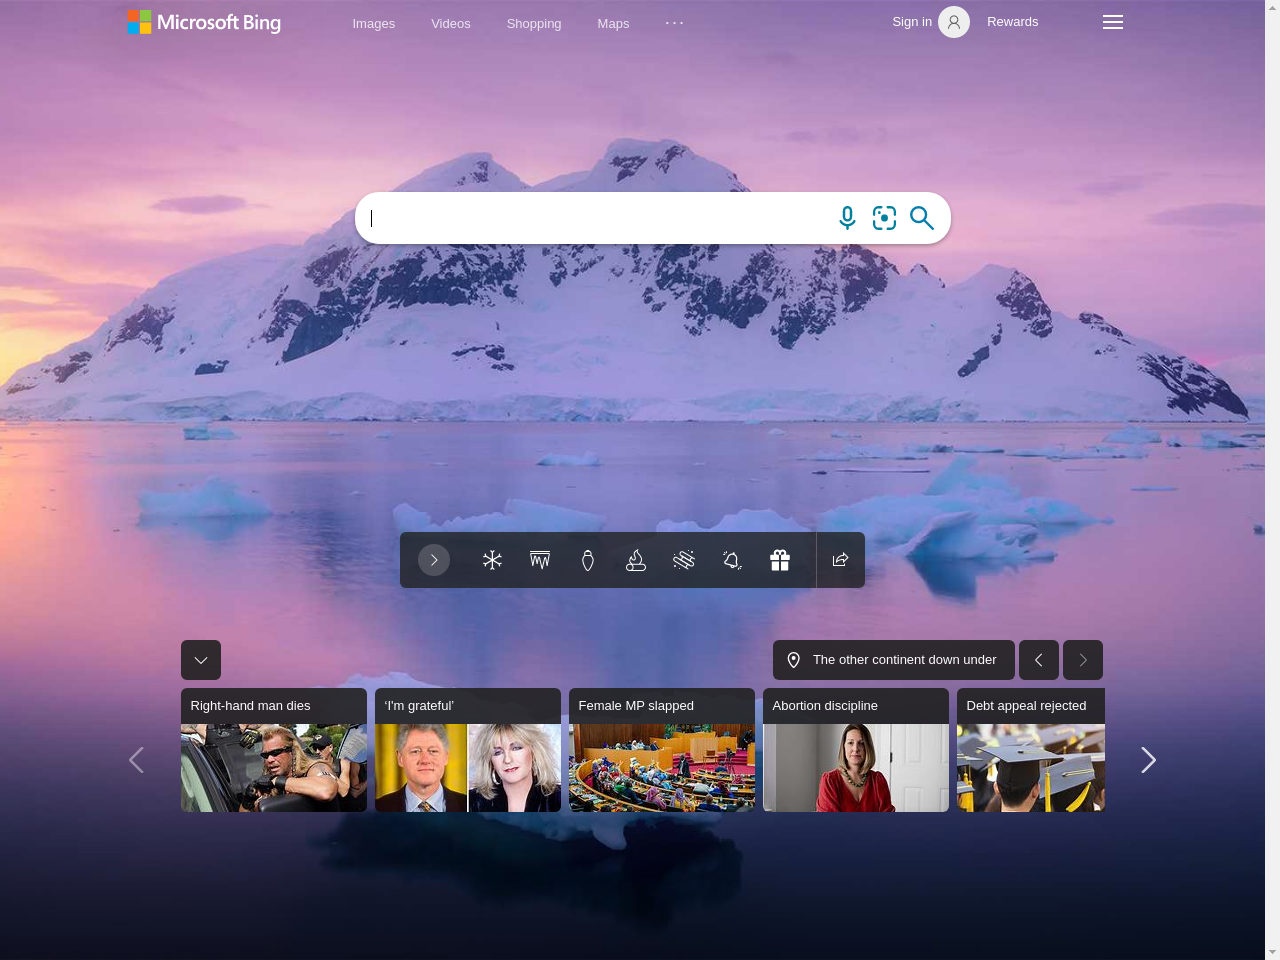 Microsoft Bing
Images
Videos
Shopping
Maps
...
Sign in
Rewards
The other continent down under
Right-hand man dies
‘I'm grateful’
Female MP slapped
Abortion discipline
Debt appeal rejected